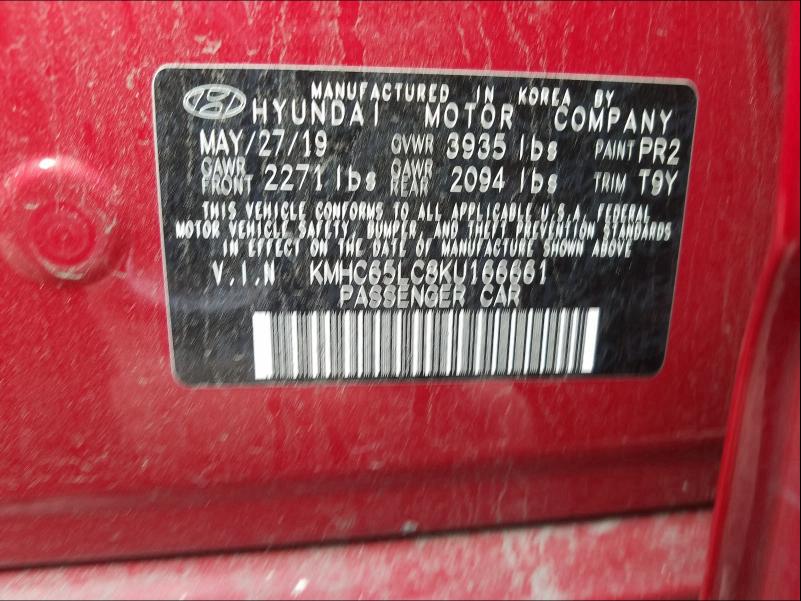 MANUFACTURED IN KOREA BY
HYUNDAI MOTOR COMPANY
MAY/27/19 GVWR 3935 lbs PAINT PR2
GAWR FRONT 2271 lbs GAWR REAR 2094 lbs TRIM T9Y
THIS VEHICLE CONFORMS TO ALL APPLICABLE U.S.A. FEDERAL
MOTOR VEHICLE SAFETY, BUMPER, AND THEFT PREVENTION STANDARDS
IN EFFECT ON THE DATE OF MANUFACTURE SHOWN ABOVE
V.I.N KMHC65LC8KU166661
PASSENGER CAR